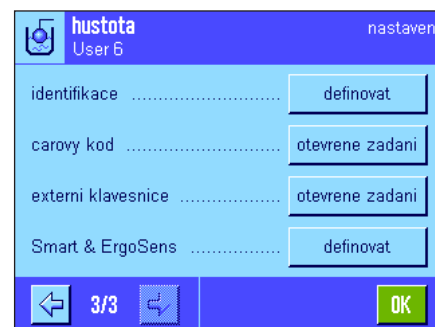 hustota nastaven
User 6
identifikace ............................ definovat
carovy kod ............................. otevrene zadani
externi klavesnice .................. otevrene zadani
Smart & ErgoSens ................. definovat
3/3 OK